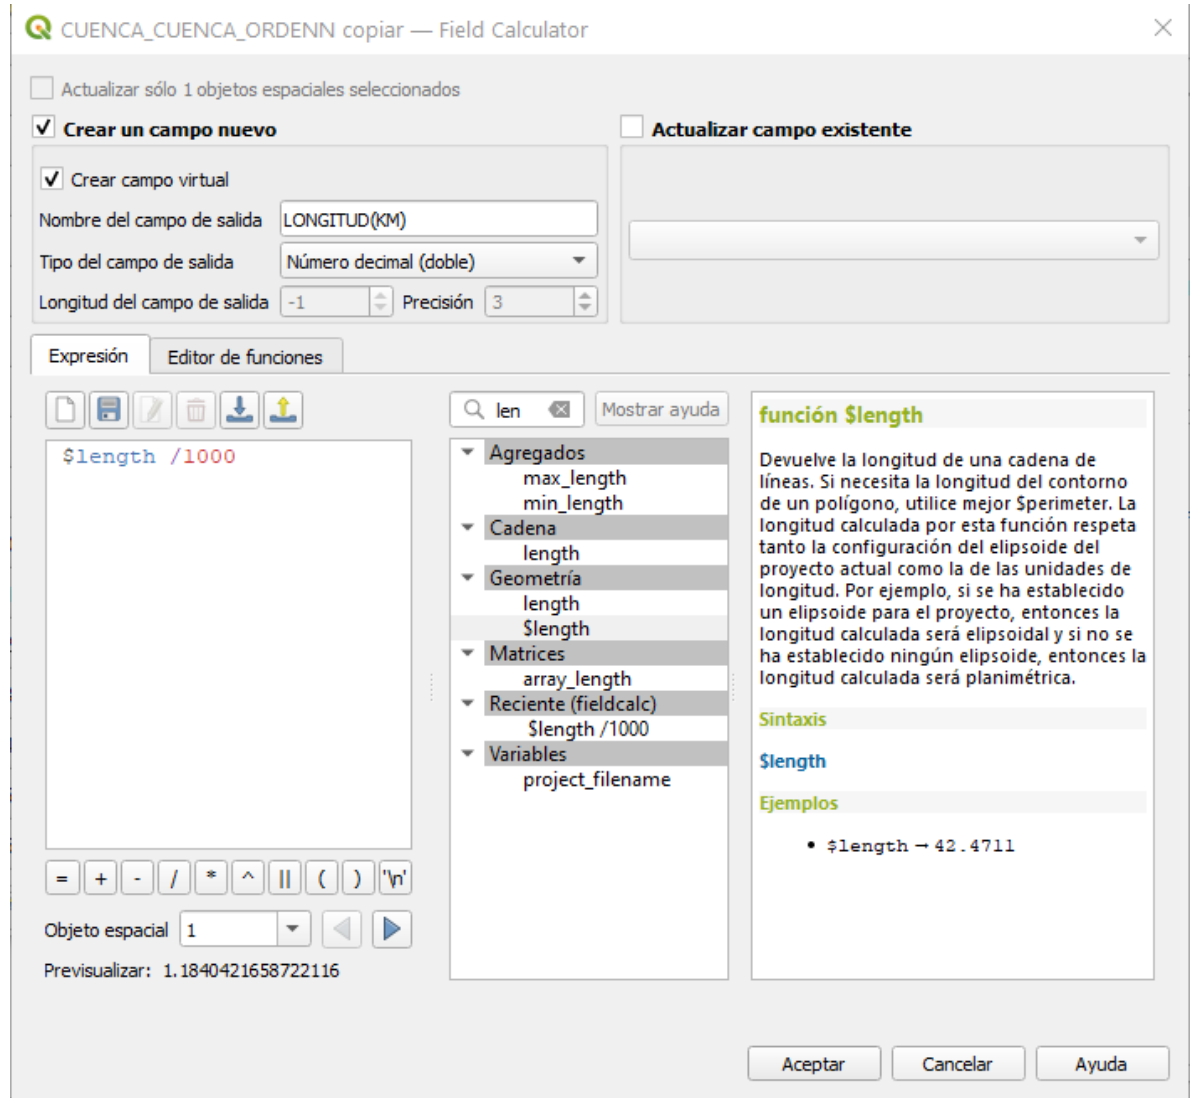 CUENCA_CUENCA_ORDENN copiar — Field Calculator
Actualizar sólo 1 objetos espaciales seleccionados
Crear un campo nuevo
Actualizar campo existente
Crear campo virtual
Nombre del campo de salida LONGITUD(KM)
Tipo del campo de salida Número decimal (doble)
Longitud del campo de salida -1 Precisión 3
Expresión Editor de funciones
$length /1000
= + - / * ^ || ( ) '\n'
Objeto espacial 1
Previsualizar: 1.1840421658722116
len Mostrar ayuda
Agregados
max_length
min_length
Cadena
length
Geometría
length
$length
Matrices
array_length
Reciente (fieldcalc)
$length /1000
Variables
project_filename
función $length
Devuelve la longitud de una cadena de
líneas. Si necesita la longitud del contorno
de un polígono, utilice mejor $perimeter. La
longitud calculada por esta función respeta
tanto la configuración del elipsoide del
proyecto actual como la de las unidades de
longitud. Por ejemplo, si se ha establecido
un elipsoide para el proyecto, entonces la
longitud calculada será elipsoidal y si no se
ha establecido ningún elipsoide, entonces la
longitud calculada será planimétrica.
Sintaxis
$length
Ejemplos
• $length → 42.4711
Aceptar Cancelar Ayuda